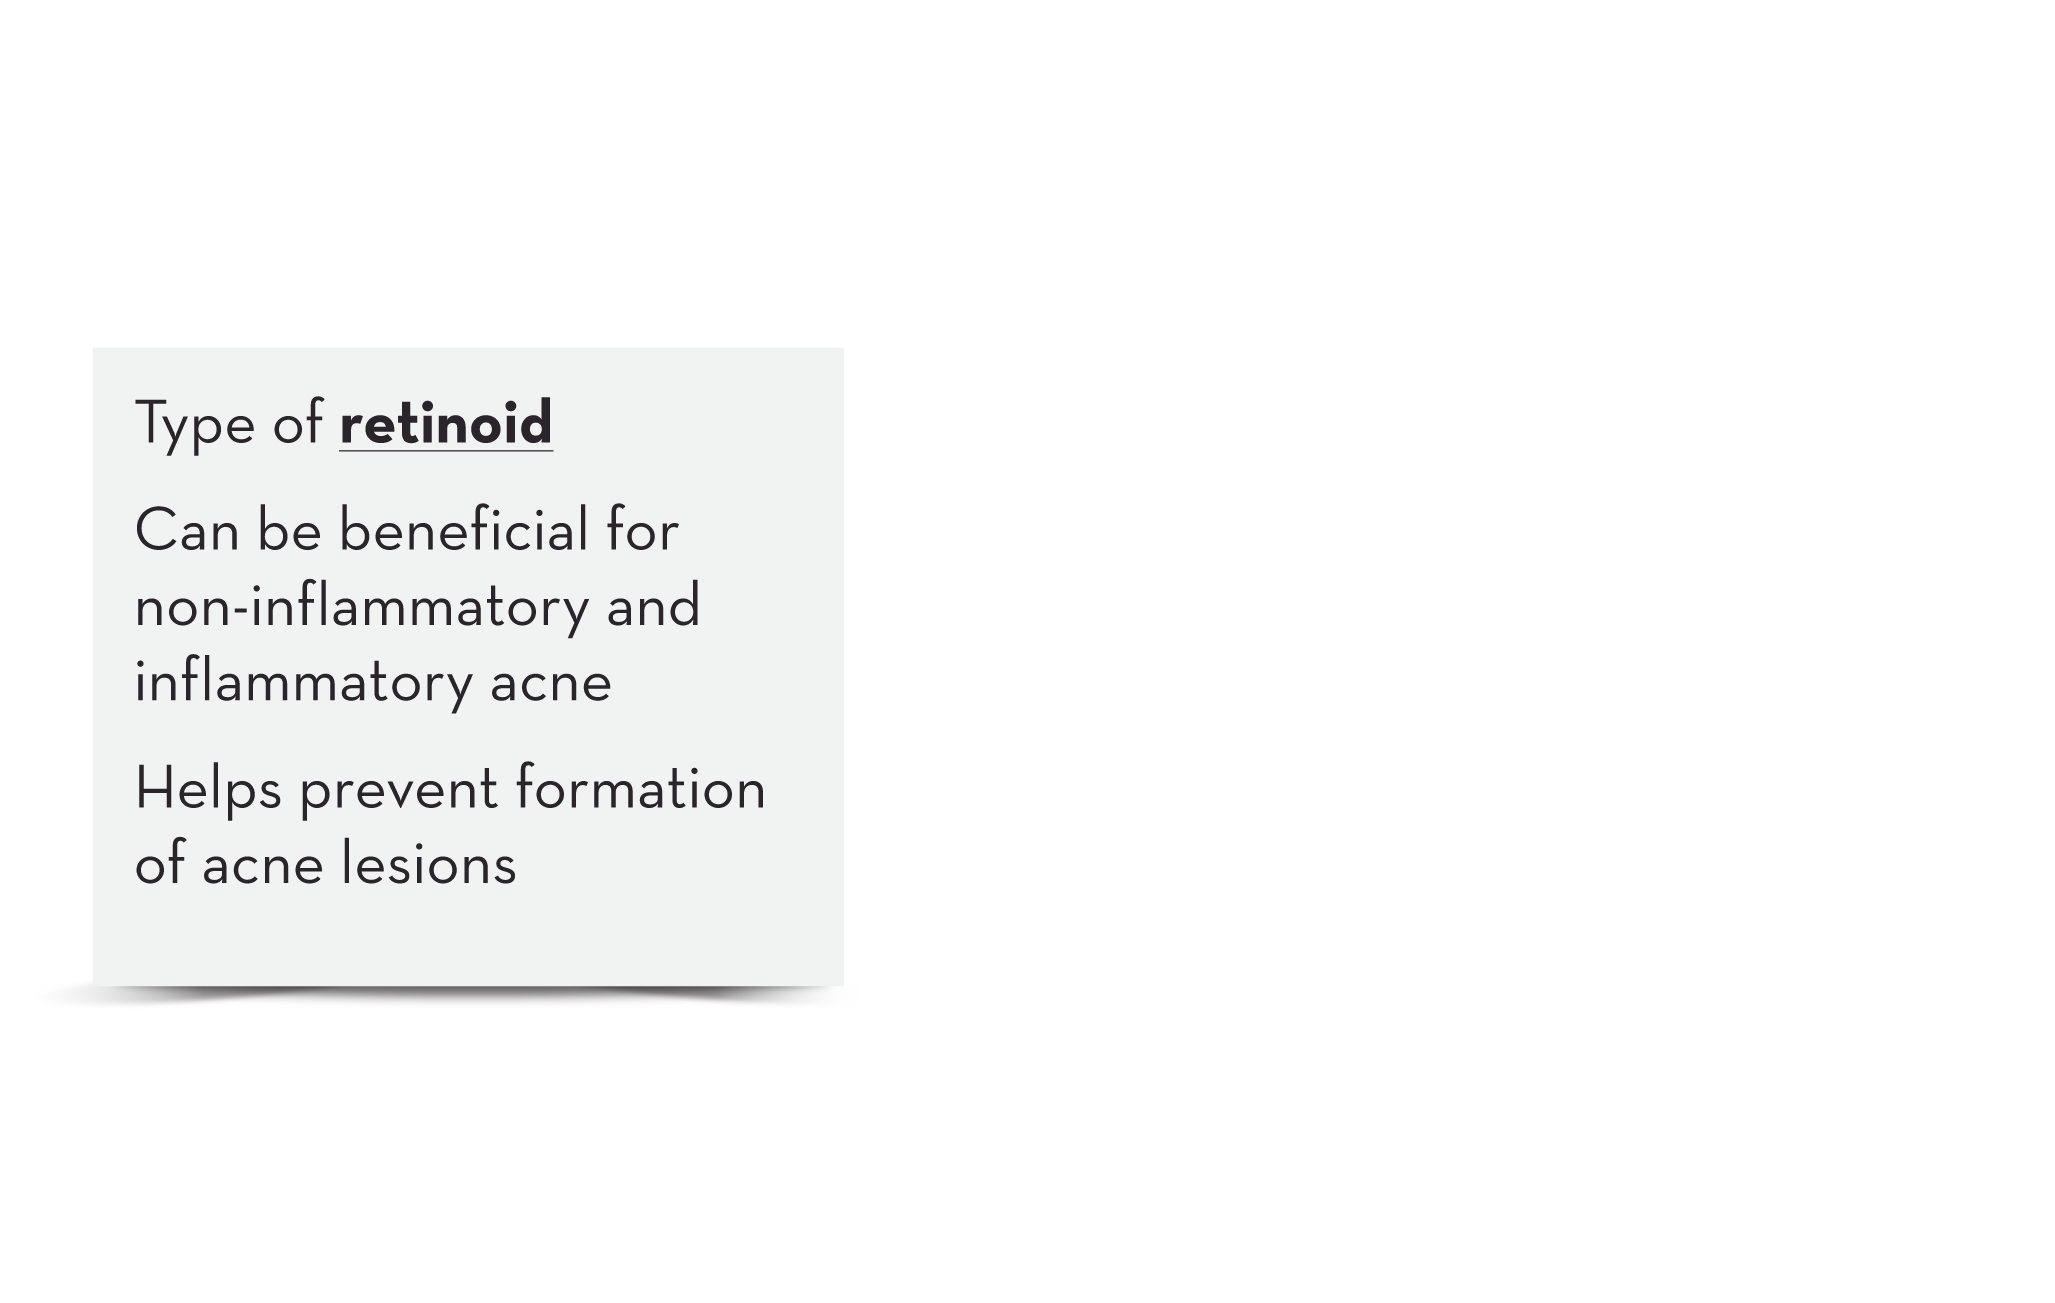 Type of retinoid
Can be beneficial for
non-inflammatory and
inflammatory acne
Helps prevent formation
of acne lesions